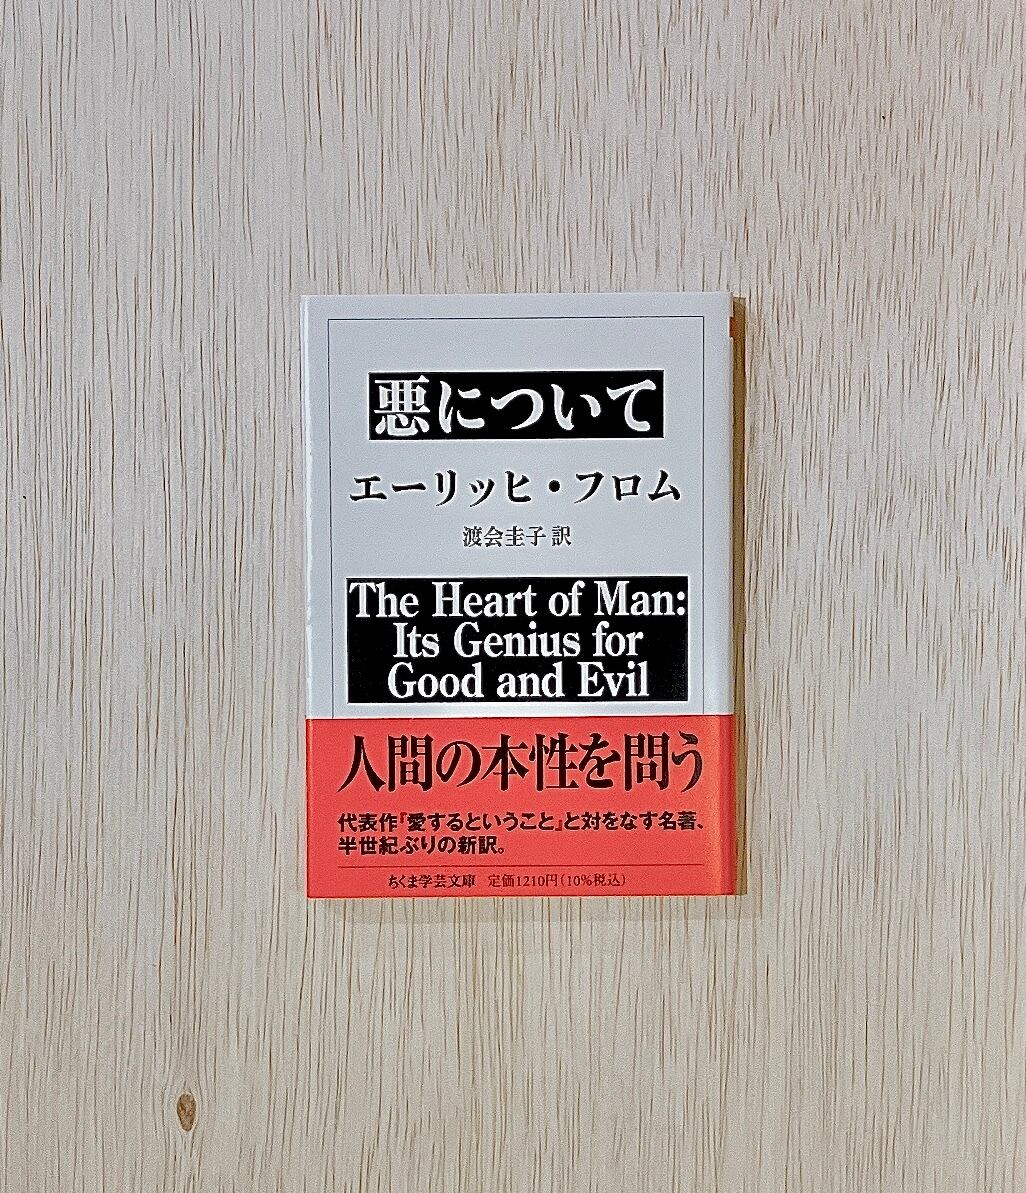 悪について
エーリッヒ・フロム
渡会圭子 訳
The Heart of Man:
Its Genius for
Good and Evil
人間の本性を問う
代表作『愛するということ』と対をなす名著、
半世紀ぶりの新訳。
ちくま学芸文庫 定価1210円(10%税込)